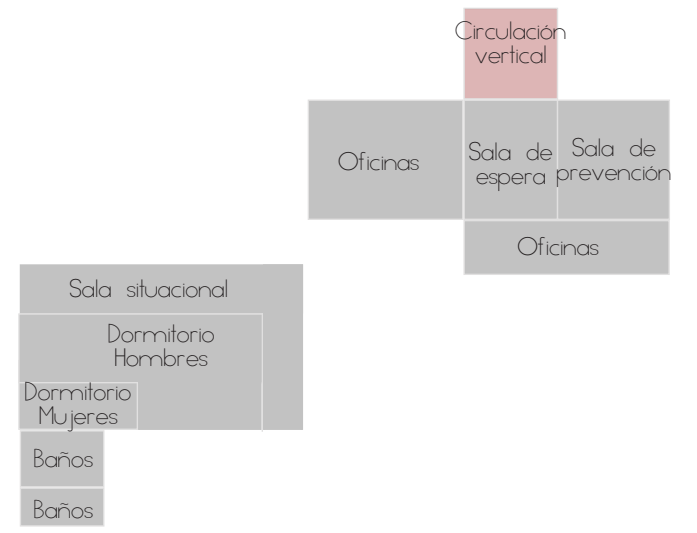 Circulación
vertical
Oficinas
Sala de
espera
Sala de
prevención
Oficinas
Sala situacional
Dormitorio
Hombres
Dormitorio
Mujeres
Baños
Baños